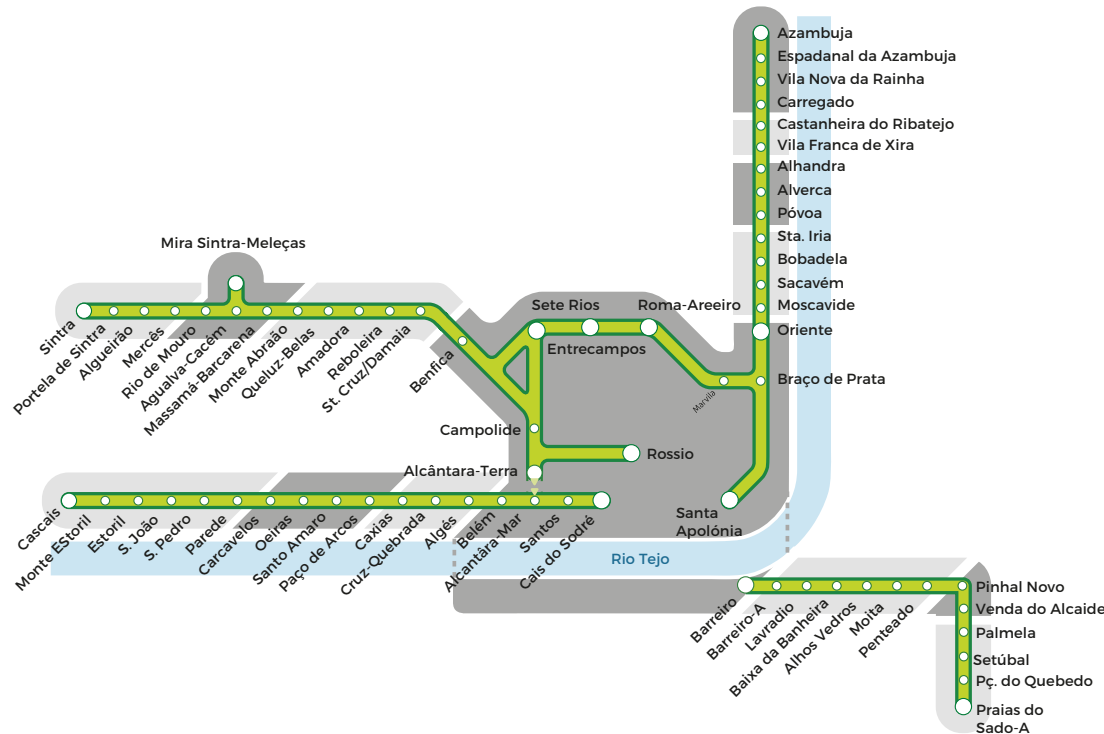 Azambuja
Espadanal da Azambuja
Vila Nova da Rainha
Carregado
Castanheira do Ribatejo
Vila Franca de Xira
Alhandra
Alverca
Póvoa
Sta. Iria
Bobadela
Sacavém
Moscavide
Oriente
Braço de Prata
Marvila
Santa
Apolónia
Mira Sintra-Meleças
Sete Rios
Roma-Areeiro
Entrecampos
Sintra
Portela de Sintra
Algueirão
Mercês
Rio de Mouro
Agualva-Cacém
Massamá-Barcarena
Monte Abraão
Queluz-Belas
Amadora
Reboleira
St. Cruz/Damaia
Benfica
Campolide
Rossio
Alcântara-Terra
Cascais
Monte EStoril
Estoril
S. João
S. Pedro
Parede
Carcavelos
Oeiras
Santo Amaro
Paço de Arcos
Caxias
Cruz-Quebrada
Algés
Belém
Alcantâra-Mar
Santos
Cais do Sodré
Rio Tejo
Barreiro
Barreiro-A
Lavradio
Baixa da Banheira
Alhos Vedros
Moita
Penteado
Pinhal Novo
Venda do Alcaide
Palmela
Setúbal
Pç. do Quebedo
Praias do
Sado-A